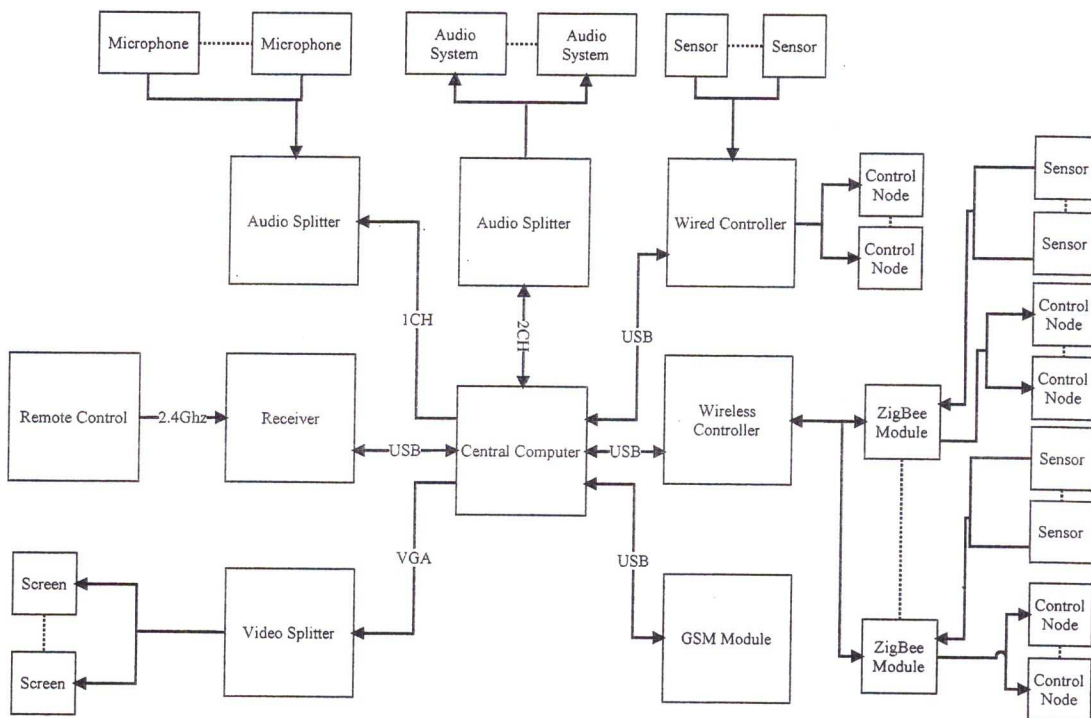 Microphone
Microphone
Audio
System
Audio
System
Sensor
Sensor
Audio Splitter
Audio Splitter
Wired Controller
Control
Node
Control
Node
Sensor
Sensor
1CH
2CH
USB
Control
Node
Control
Node
Remote Control
2.4Ghz
Receiver
USB
Central Computer
USB
Wireless
Controller
ZigBee
Module
Sensor
Sensor
VGA
USB
Screen
Screen
Video Splitter
GSM Module
ZigBee
Module
Control
Node
Control
Node